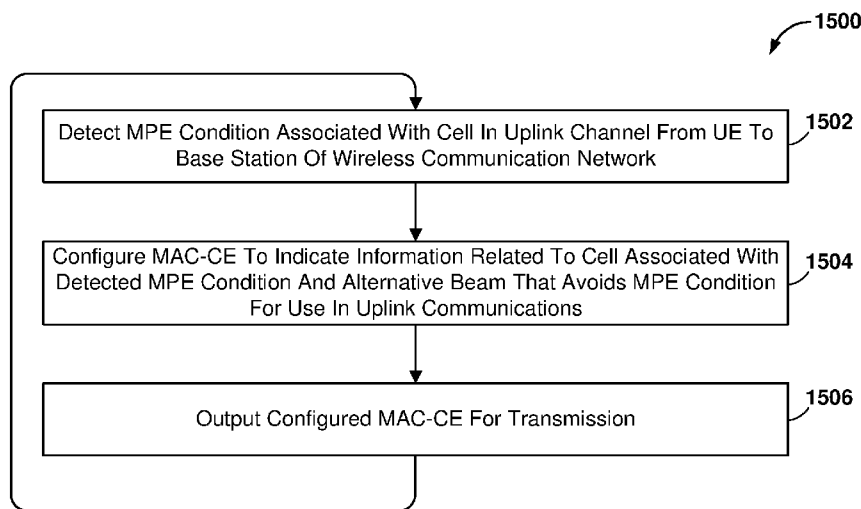 1500
Detect MPE Condition Associated With Cell In Uplink Channel From UE To
Base Station Of Wireless Communication Network
1502
Configure MAC-CE To Indicate Information Related To Cell Associated With
Detected MPE Condition And Alternative Beam That Avoids MPE Condition
For Use In Uplink Communications
1504
Output Configured MAC-CE For Transmission
1506